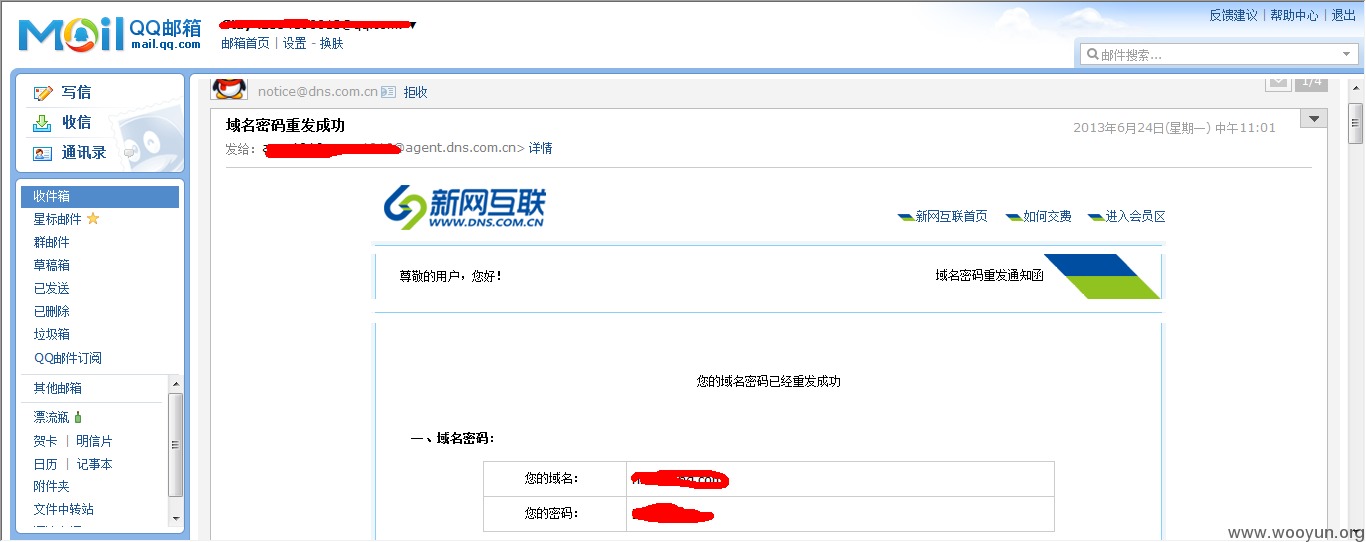 MAil QQ邮箱
mail.qq.com
反馈建议 | 帮助中心 | 退出
邮箱首页 | 设置 - 换肤
邮件搜索...
写信
收信
通讯录
收件箱
星标邮件
群邮件
草稿箱
已发送
已删除
垃圾箱
QQ邮件订阅
其他邮箱
漂流瓶
贺卡 | 明信片
日历 | 记事本
附件夹
文件中转站
notice@dns.com.cn 拒收
1/4
域名密码重发成功
2013年6月24日(星期一) 中午11:01
发给: @agent.dns.com.cn> 详情
新网互联
WWW.DNS.COM.CN
新网互联首页 如何交费 进入会员区
尊敬的用户，您好！
域名密码重发通知函
您的域名密码已经重发成功
一、域名密码：
您的域名：
您的密码：
www.wooyun.org